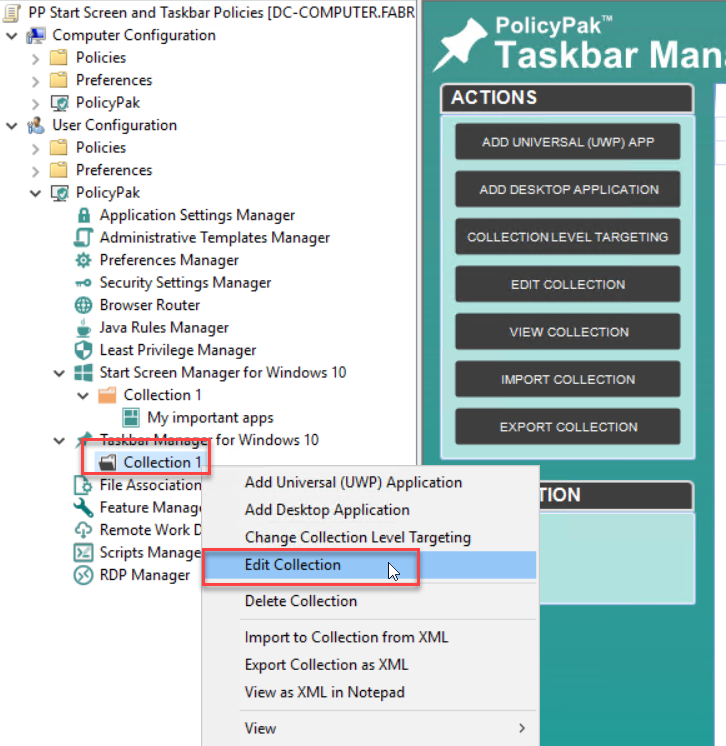 PP Start Screen and Taskbar Policies [DC-COMPUTER.FABR
Computer Configuration
Policies
Preferences
PolicyPak
User Configuration
Policies
Preferences
PolicyPak
Application Settings Manager
Administrative Templates Manager
Preferences Manager
Security Settings Manager
Browser Router
Java Rules Manager
Least Privilege Manager
Start Screen Manager for Windows 10
Collection 1
My important apps
Taskbar Manager for Windows 10
Collection 1
File Association
Feature Manage
Remote Work D
Scripts Manage
RDP Manager
Add Universal (UWP) Application
Add Desktop Application
Change Collection Level Targeting
Edit Collection
Delete Collection
Import to Collection from XML
Export Collection as XML
View as XML in Notepad
View
PolicyPak™
Taskbar Man
ACTIONS
ADD UNIVERSAL (UWP) APP
ADD DESKTOP APPLICATION
COLLECTION LEVEL TARGETING
EDIT COLLECTION
VIEW COLLECTION
IMPORT COLLECTION
EXPORT COLLECTION
TION